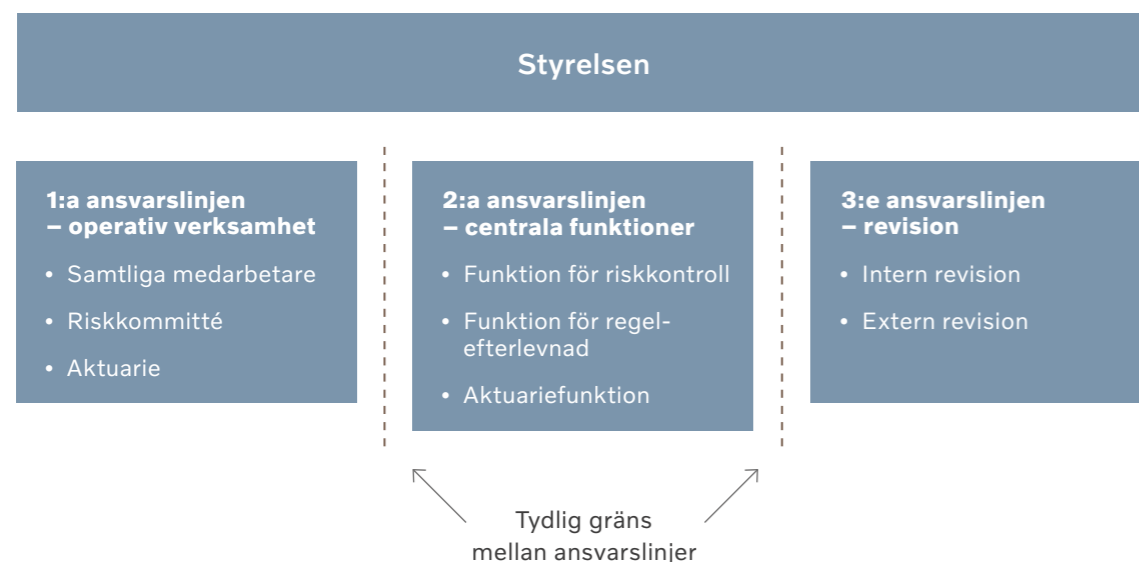 Styrelsen
1:a ansvarslinjen
– operativ verksamhet
• Samtliga medarbetare
• Riskkommitté
• Aktuarie
2:a ansvarslinjen
– centrala funktioner
• Funktion för riskkontroll
• Funktion för regel-
efterlevnad
• Aktuariefunktion
3:e ansvarslinjen
– revision
• Intern revision
• Extern revision
Tydlig gräns
mellan ansvarslinjer